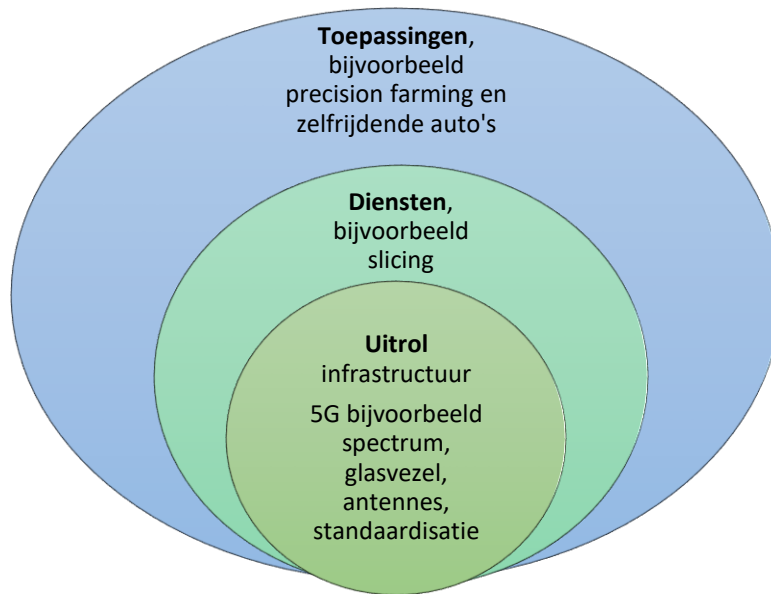 Toepassingen,
bijvoorbeeld
precision farming en
zelfrijdende auto's
Diensten,
bijvoorbeeld
slicing
Uitrol
infrastructuur
5G bijvoorbeeld
spectrum,
glasvezel,
antennes,
standaardisatie